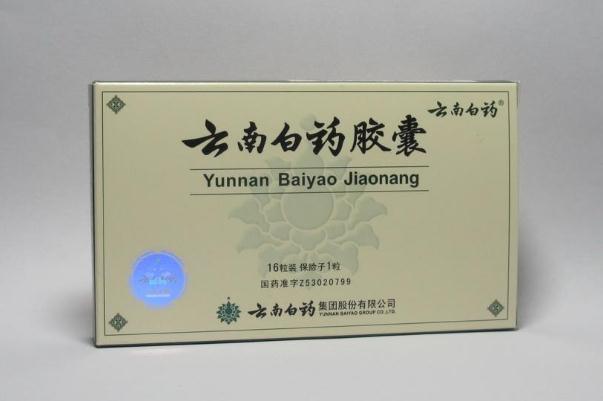 云南白药®
云南白药胶囊
Yunnan Baiyao Jiaonang
16粒装 保险子1粒
国药准字Z53020799
云南白药集团股份有限公司
YUNNAN BAIYAO GROUP CO.,LTD.